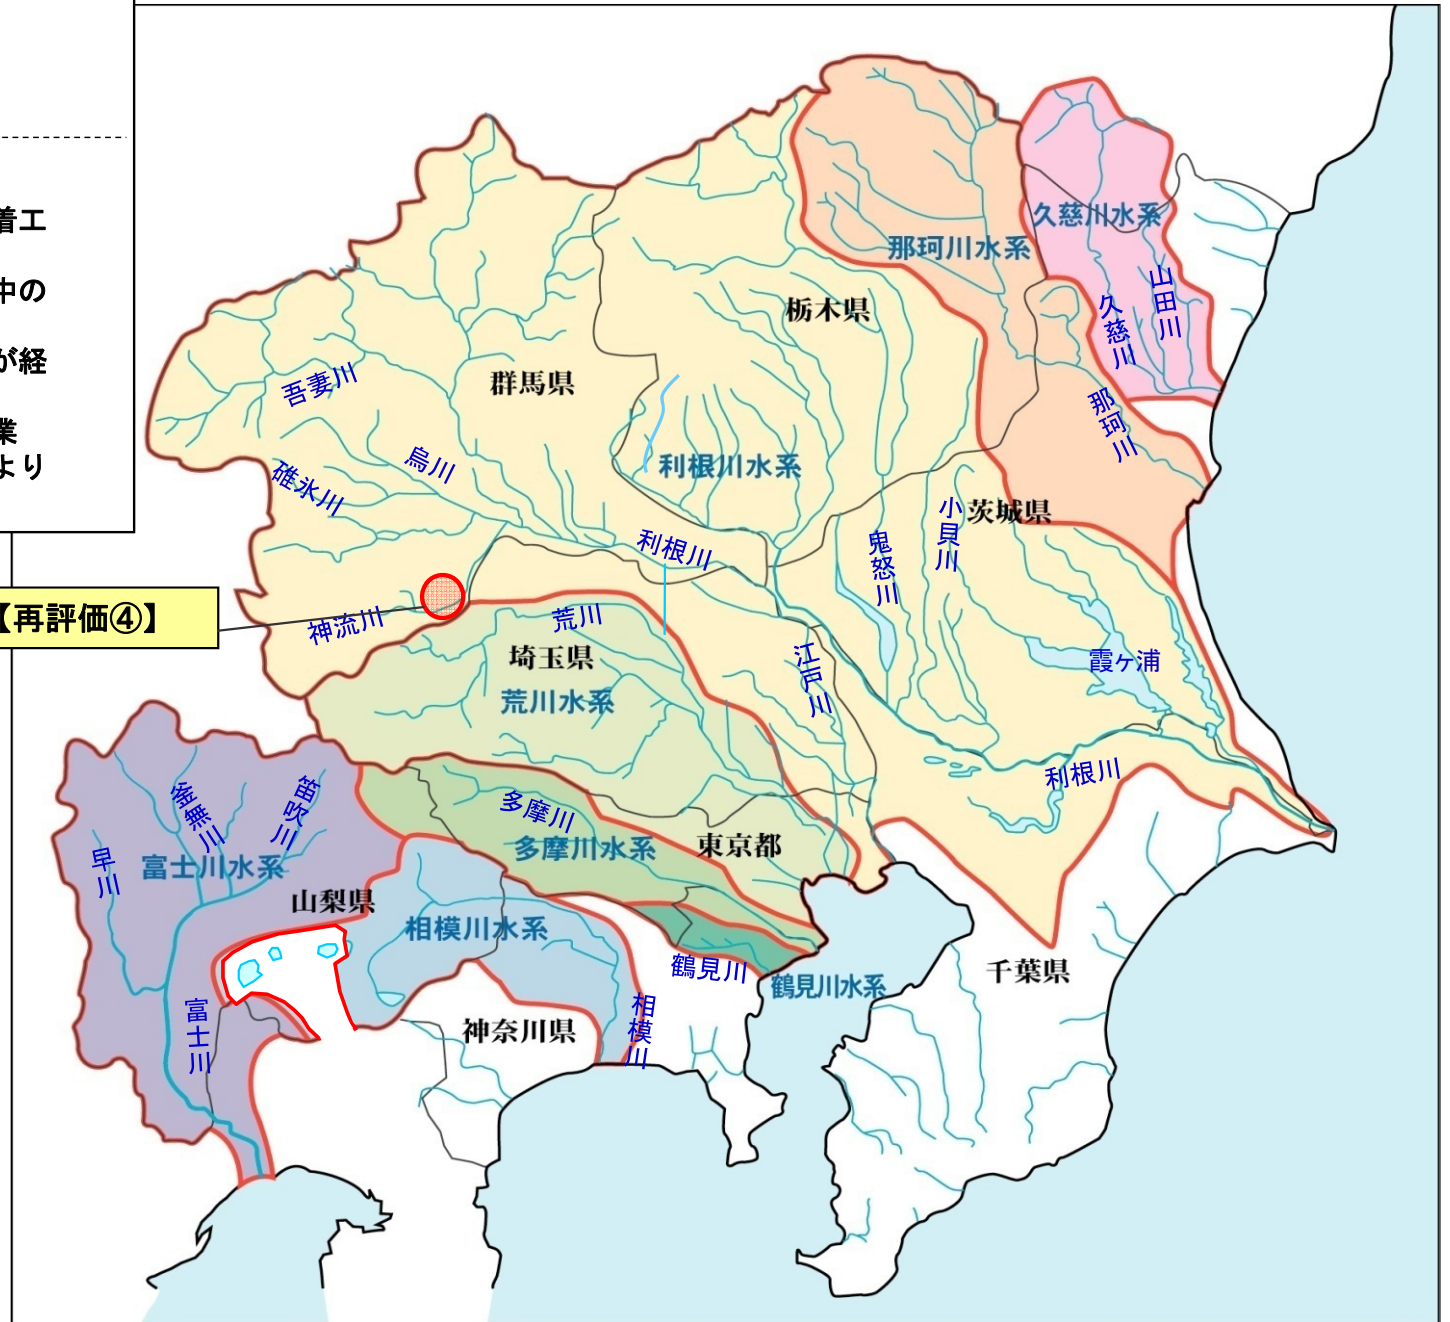 着工
中の
が経
業
より
【再評価④】
久慈川水系
那珂川水系
山田川
久慈川
栃木県
那珂川
群馬県
吾妻川
利根川水系
烏川
碓氷川
小貝川
茨城県
鬼怒川
利根川
神流川
荒川
埼玉県
荒川水系
江戸川
霞ヶ浦
利根川
釜無川
笛吹川
多摩川
多摩川水系
東京都
早川
富士川水系
山梨県
相模川水系
鶴見川
鶴見川水系
千葉県
富士川
相模川
神奈川県